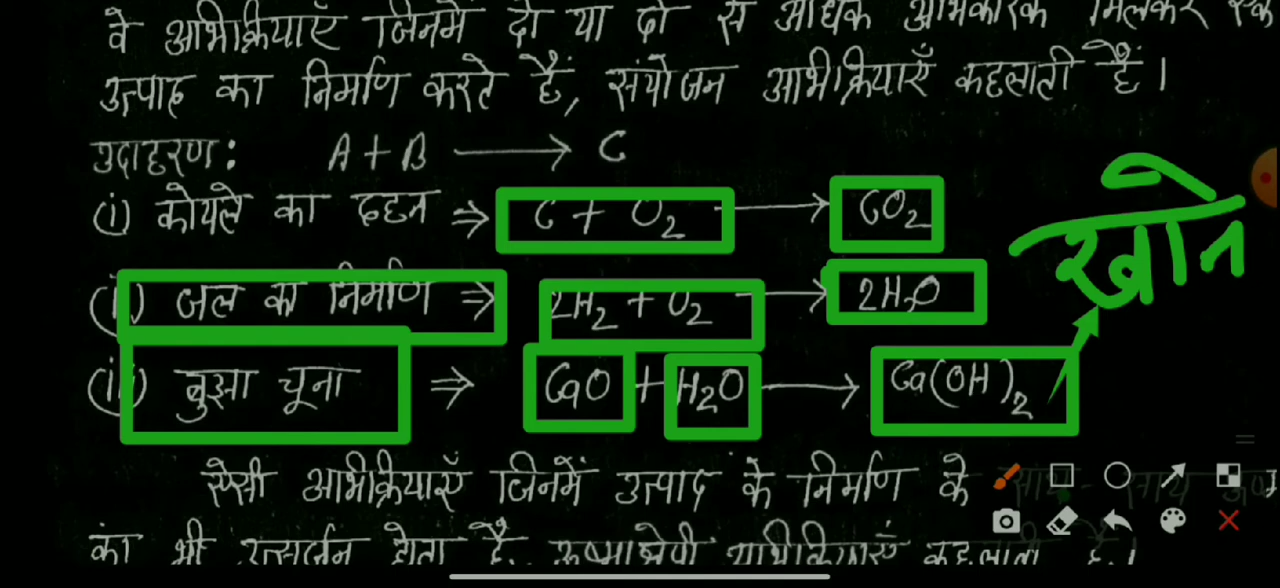 वे अभिक्रियाएँ जिनमें दो या दो से अधिक अभिकारक मिलकर एक
उत्पाद का निर्माण करते हैं, संयोजन अभिक्रियाएँ कहलाती हैं।
उदाहरण: A + B → C
(i) कोयले का दहन ⇒ C + O₂ → CO₂
(ii) जल का निर्माण ⇒ 2H₂ + O₂ → 2H₂O
(iii) बुझा चूना ⇒ CaO + H₂O → Ca(OH)₂
खाने
ऐसी अभिक्रियाएँ जिनमें उत्पाद के निर्माण के साथ-साथ
का भी उत्सर्जन होता है, ऊष्माक्षेपी अभिक्रियाएँ कहलाती है।